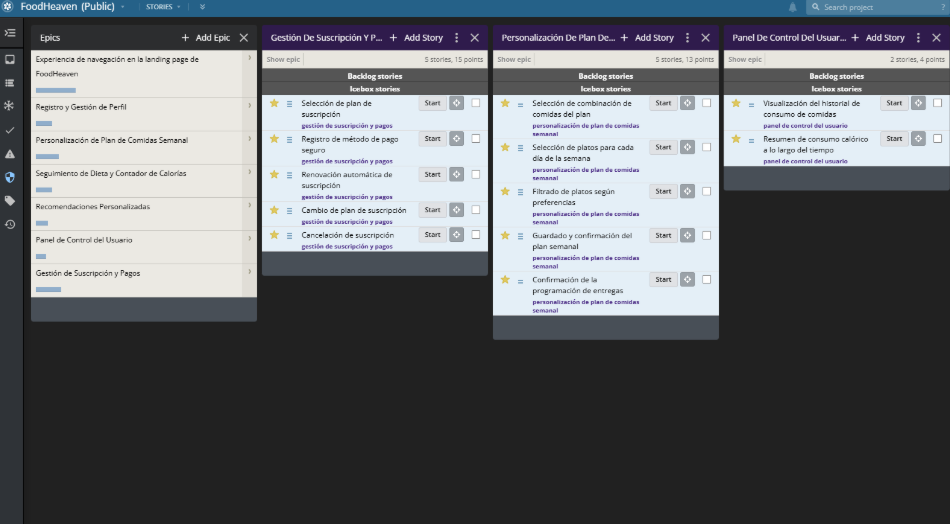 FoodHeaven (Public)
STORIES
Search project
?
Epics
+ Add Epic
Experiencia de navegación en la landing page de
FoodHeaven
Registro y Gestión de Perfil
Personalización de Plan de Comidas Semanal
Seguimiento de Dieta y Contador de Calorías
Recomendaciones Personalizadas
Panel de Control del Usuario
Gestión de Suscripción y Pagos
Gestión De Suscripción Y P...
+ Add Story
Show epic
5 stories, 15 points
Backlog stories
Icebox stories
Selección de plan de
suscripción
Start
gestión de suscripción y pagos
Registro de método de pago
seguro
Start
gestión de suscripción y pagos
Renovación automática de
suscripción
Start
gestión de suscripción y pagos
Cambio de plan de suscripción
Start
gestión de suscripción y pagos
Cancelación de suscripción
Start
gestión de suscripción y pagos
Personalización De Plan De...
+ Add Story
Show epic
5 stories, 13 points
Backlog stories
Icebox stories
Selección de combinación de
comidas del plan
Start
personalización de plan de comidas
semanal
Selección de platos para cada
día de la semana
Start
personalización de plan de comidas
semanal
Filtrado de platos según
preferencias
Start
personalización de plan de comidas
semanal
Guardado y confirmación del
plan semanal
Start
personalización de plan de comidas
semanal
Confirmación de la
programación de entregas
Start
personalización de plan de comidas
semanal
Panel De Control Del Usuar...
+ Add Story
Show epic
2 stories, 4 points
Backlog stories
Icebox stories
Visualización del historial de
consumo de comidas
Start
panel de control del usuario
Resumen de consumo calórico
a lo largo del tiempo
Start
panel de control del usuario